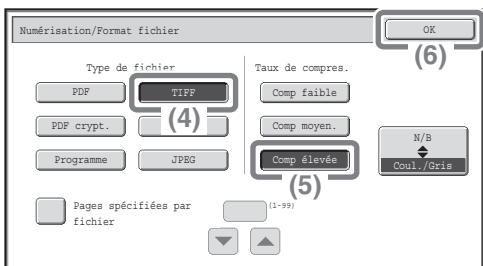 Numérisation/Format fichier
OK
(6)
Type de fichier
Taux de compres.
PDF
TIFF
Comp faible
PDF crypt.
(4)
Comp moyen.
N/B
Coul./Gris
Programme
JPEG
Comp élevée
(5)
Pages spécifiées par
fichier
(1-99)